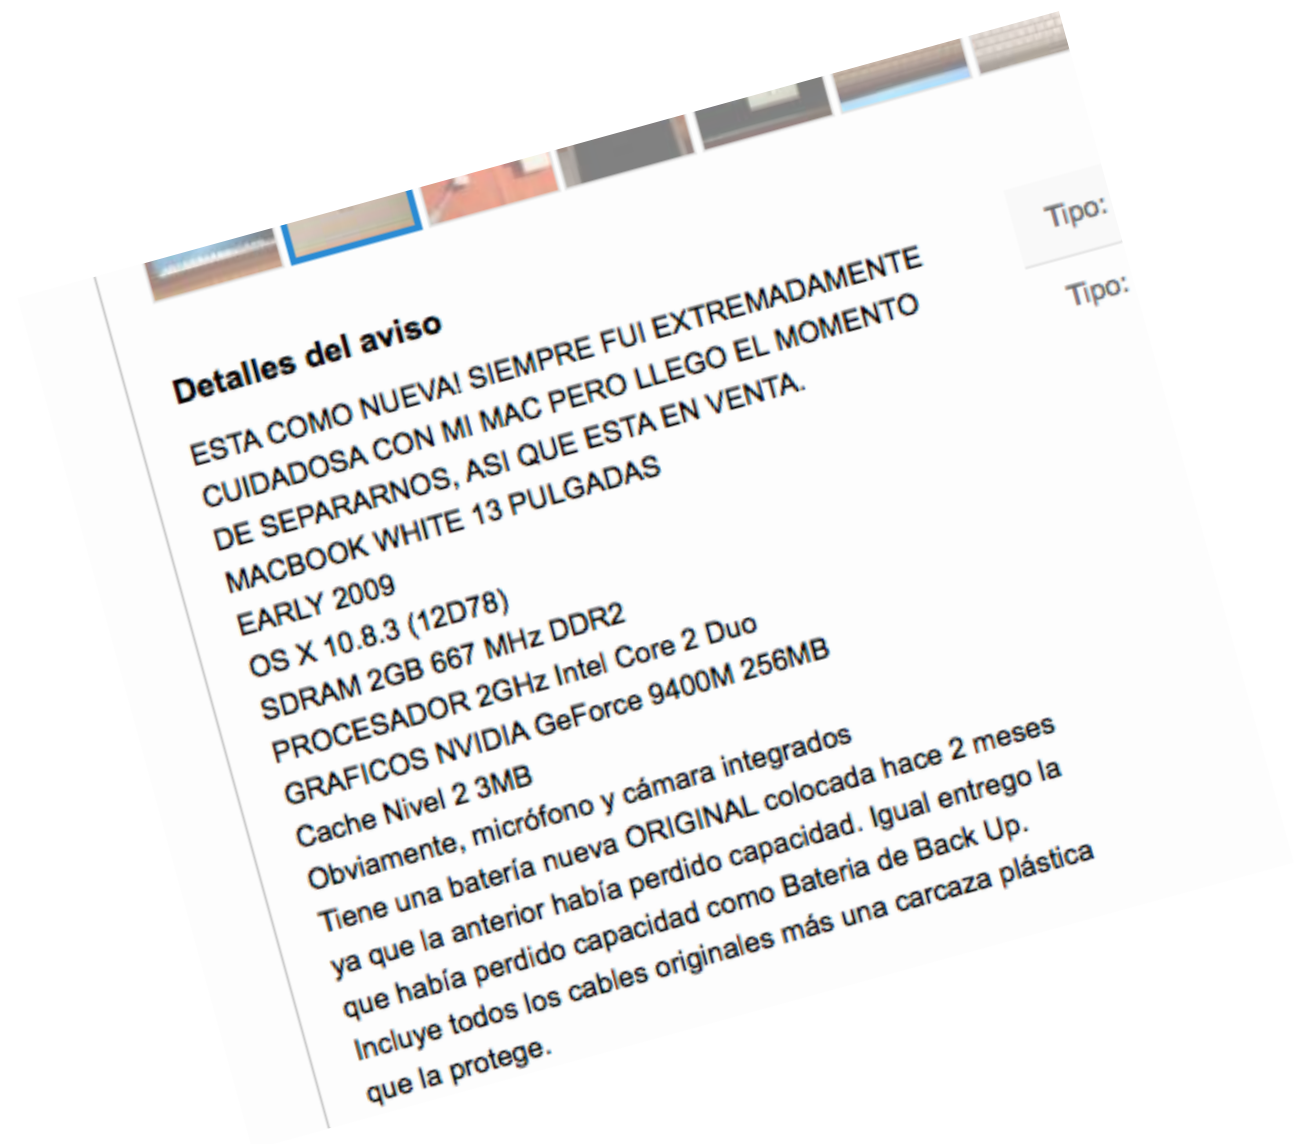 Detalles del aviso
ESTA COMO NUEVA! SIEMPRE FUI EXTREMADAMENTE
CUIDADOSA CON MI MAC PERO LLEGO EL MOMENTO
DE SEPARARNOS, ASI QUE ESTA EN VENTA.
MACBOOK WHITE 13 PULGADAS
EARLY 2009
OS X 10.8.3 (12D78)
SDRAM 2GB 667 MHz DDR2
PROCESADOR 2GHz Intel Core 2 Duo
GRAFICOS NVIDIA GeForce 9400M 256MB
Cache Nivel 2 3MB
Obviamente, micrófono y cámara integrados
Tiene una batería nueva ORIGINAL colocada hace 2 meses
ya que la anterior había perdido capacidad. Igual entrego la
que había perdido capacidad como Bateria de Back Up.
Incluye todos los cables originales más una carcaza plástica
que la protege.
Tipo:
Tipo: